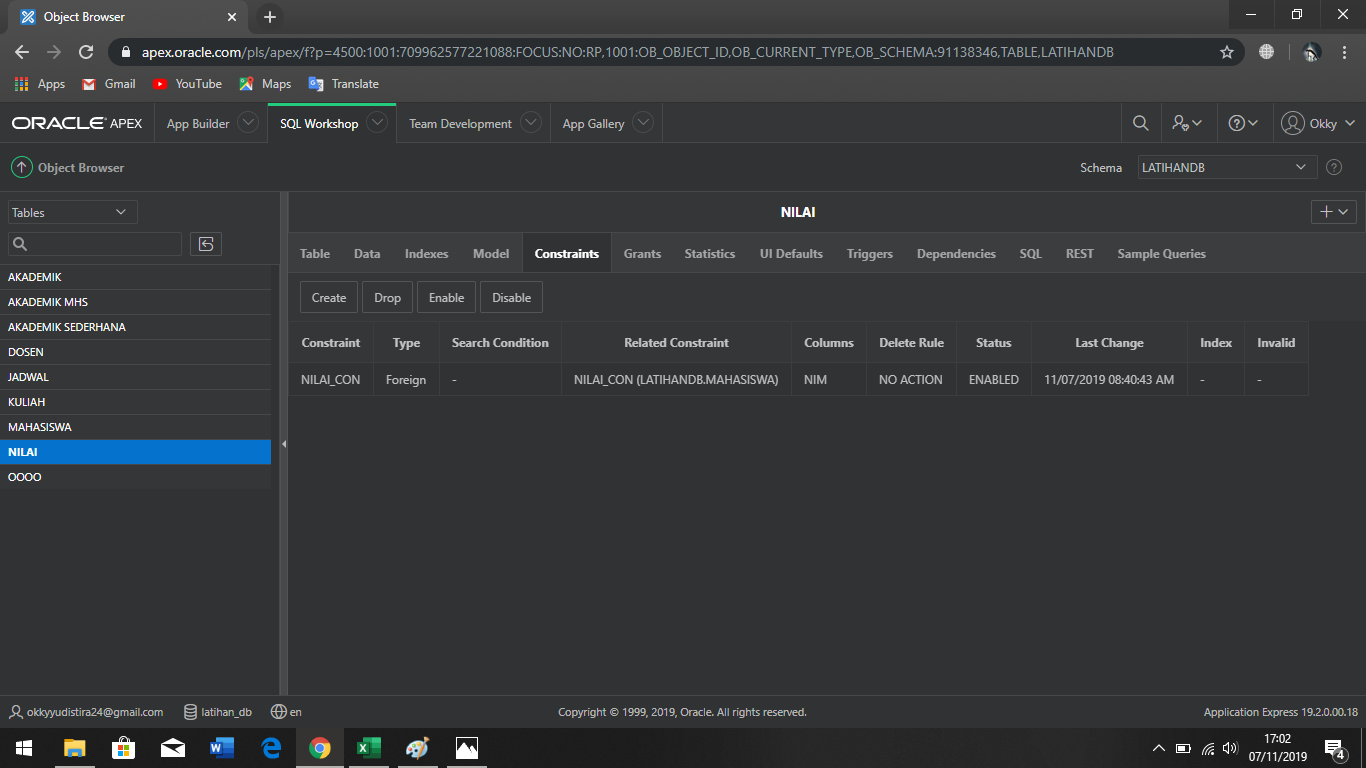 Object Browser
apex.oracle.com/pls/apex/f?p=4500:1001:709962577221088:FOCUS:NO:RP,1001:OB_OBJECT_ID,OB_CURRENT_TYPE,OB_SCHEMA:91138346,TABLE,LATIHANDB
Apps Gmail YouTube Maps Translate
ORACLE APEX App Builder SQL Workshop Team Development App Gallery Okky
Object Browser Schema LATIHANDB
Tables
NILAI
Table Data Indexes Model Constraints Grants Statistics UI Defaults Triggers Dependencies SQL REST Sample Queries
AKADEMIK
AKADEMIK MHS
AKADEMIK SEDERHANA
DOSEN
JADWAL
KULIAH
MAHASISWA
NILAI
OOOO
Create Drop Enable Disable
Constraint Type Search Condition Related Constraint Columns Delete Rule Status Last Change Index Invalid
NILAI_CON Foreign - NILAI_CON (LATIHANDB.MAHASISWA) NIM NO ACTION ENABLED 11/07/2019 08:40:43 AM - -
okkyyudistira24@gmail.com latihan_db en Copyright © 1999, 2019, Oracle. All rights reserved. Application Express 19.2.0.00.18
17:02
07/11/2019
4